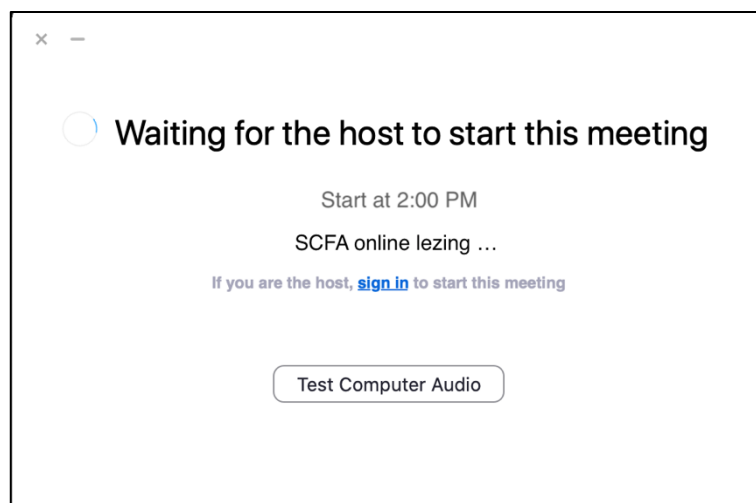 Waiting for the host to start this meeting
Start at 2:00 PM
SCFA online lezing ...
If you are the host, sign in to start this meeting
Test Computer Audio